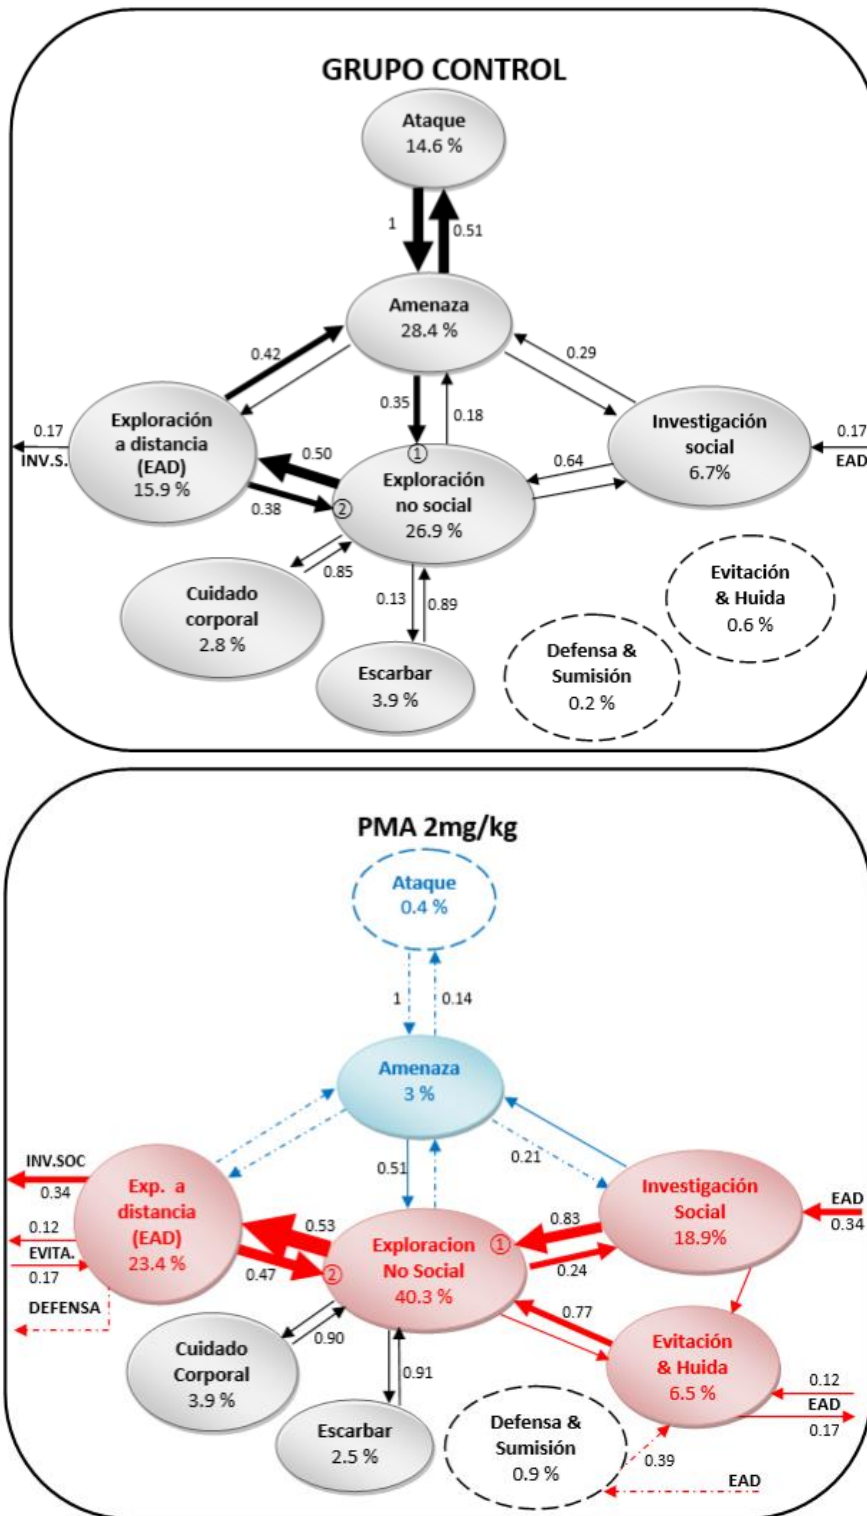 GRUPO CONTROL
Ataque
14.6 %
1
0.51
Amenaza
28.4 %
0.42
0.29
0.35
0.18
0.17
INV.S.
Exploración
a distancia
(EAD)
15.9 %
0.50
0.38
1
2
Exploración
no social
26.9 %
0.64
Investigación
social
6.7%
0.17
EAD
0.85
Cuidado
corporal
2.8 %
0.13
0.89
Escarbar
3.9 %
Defensa &
Sumisión
0.2 %
Evitación
& Huida
0.6 %
PMA 2mg/kg
Ataque
0.4 %
1
0.14
Amenaza
3 %
0.51
0.21
INV.SOC
0.34
0.12
EVITA.
0.17
DEFENSA
Exp. a
distancia
(EAD)
23.4 %
0.53
0.47
1
2
Exploracion
No Social
40.3 %
0.83
0.24
Investigación
Social
18.9%
EAD
0.34
0.77
Evitación
& Huida
6.5 %
0.12
EAD
0.17
0.90
Cuidado
Corporal
3.9 %
0.91
Escarbar
2.5 %
Defensa &
Sumisión
0.9 %
0.39
EAD